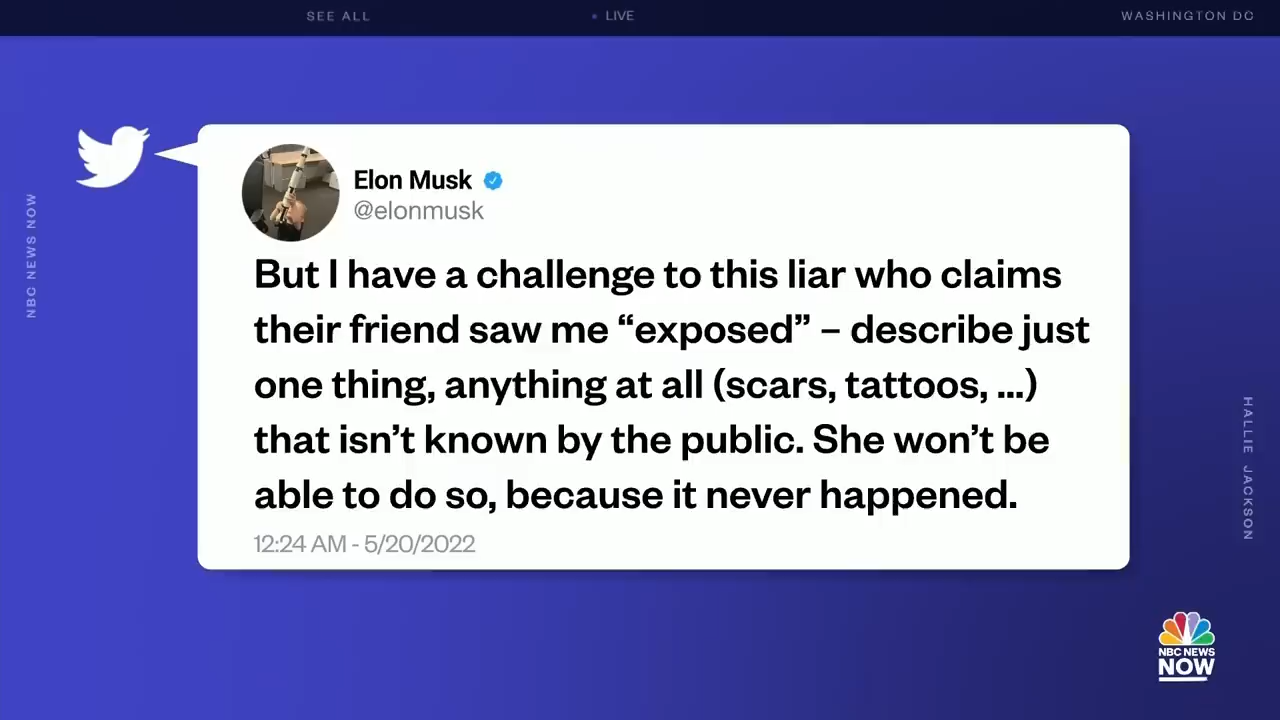 SEE ALL
LIVE
WASHINGTON DC
NBC NEWS NOW
Elon Musk
@elonmusk
But I have a challenge to this liar who claims
their friend saw me “exposed” – describe just
one thing, anything at all (scars, tattoos, ...)
that isn’t known by the public. She won’t be
able to do so, because it never happened.
12:24 AM - 5/20/2022
HALLIE JACKSON
NBC NEWS
NOW